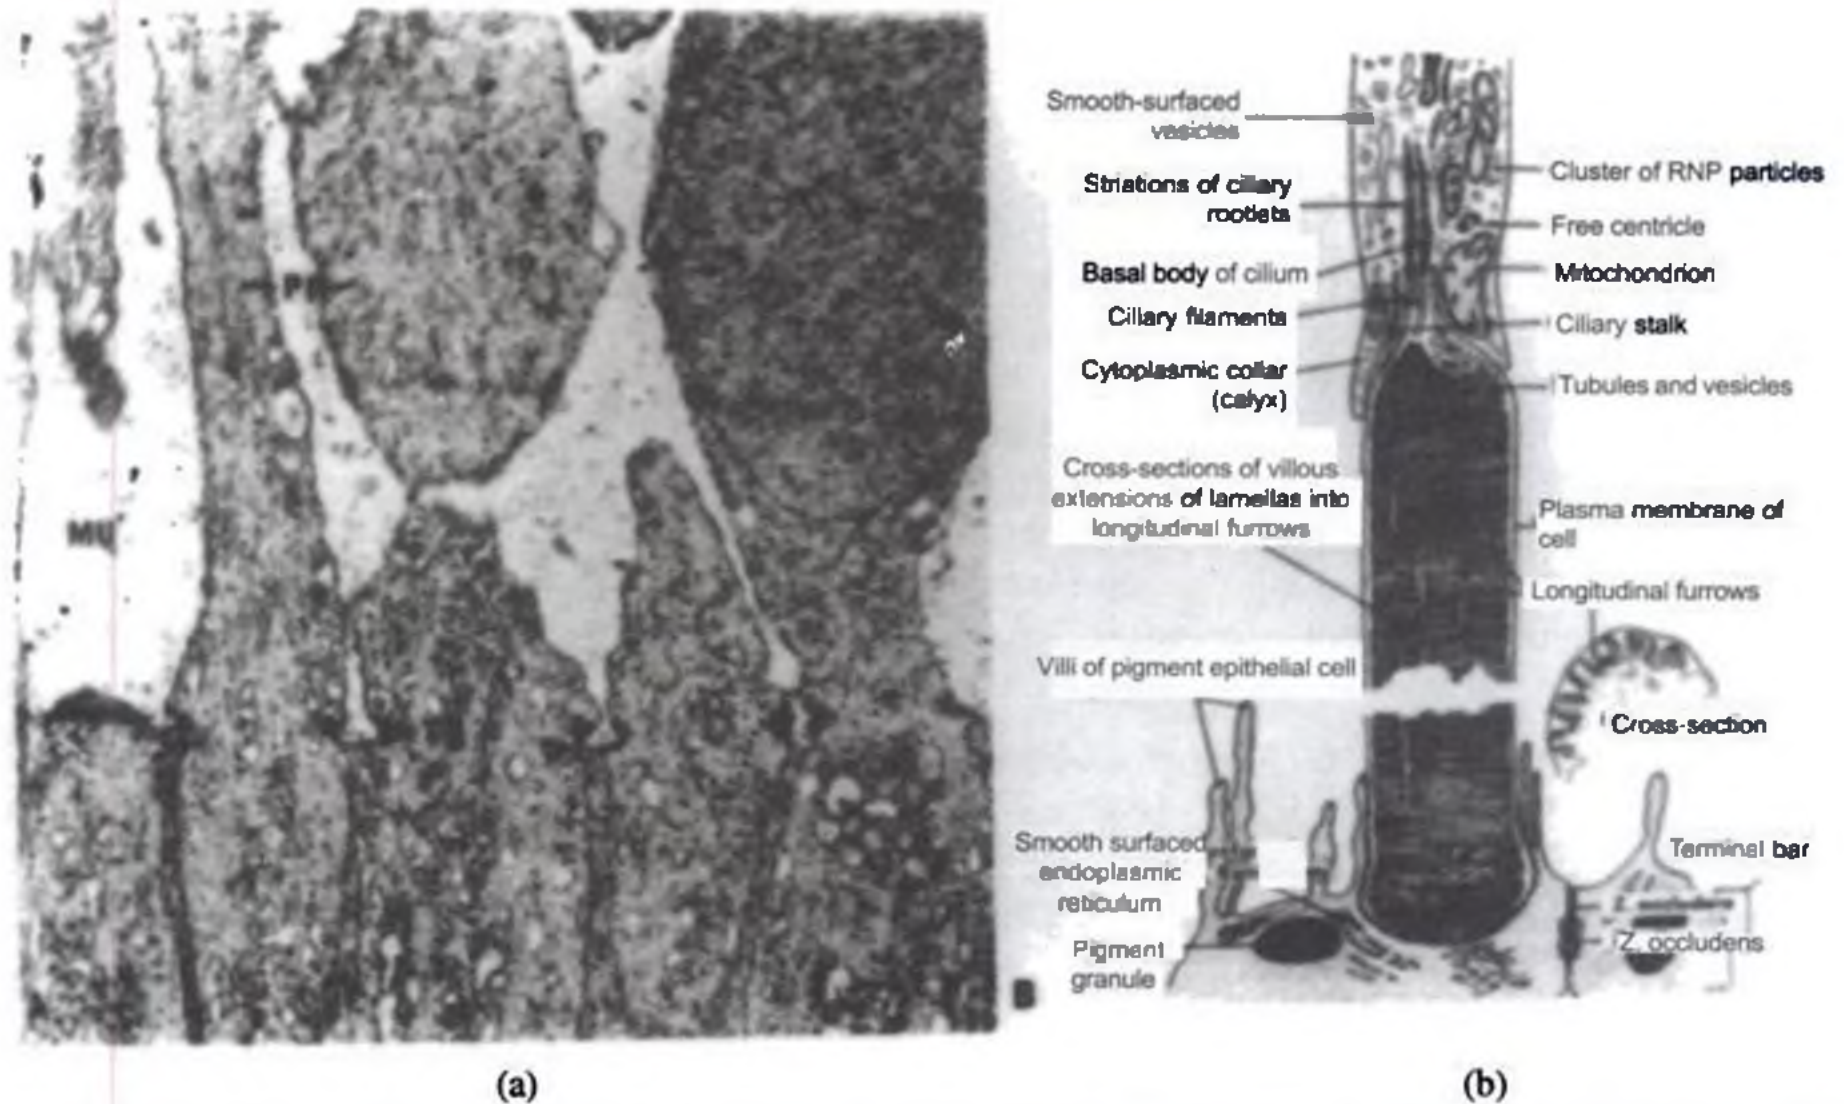 MU
Smooth-surfaced
vesicles
Striations of ciliary
rootlets
Basal body of cilium
Ciliary filaments
Cytoplasmic collar
(calyx)
Cross-sections of villous
extensions of lamellas into
longitudinal furrows
Villi of pigment epithelial cell
Smooth surfaced
endoplasmic
reticulum
Pigment
granule
Cluster of RNP particles
Free centricle
Mitochondrion
Ciliary stalk
Tubules and vesicles
Plasma membrane of
cell
Longitudinal furrows
Cross-section
Terminal bar
Z. occludens
(a)
(b)